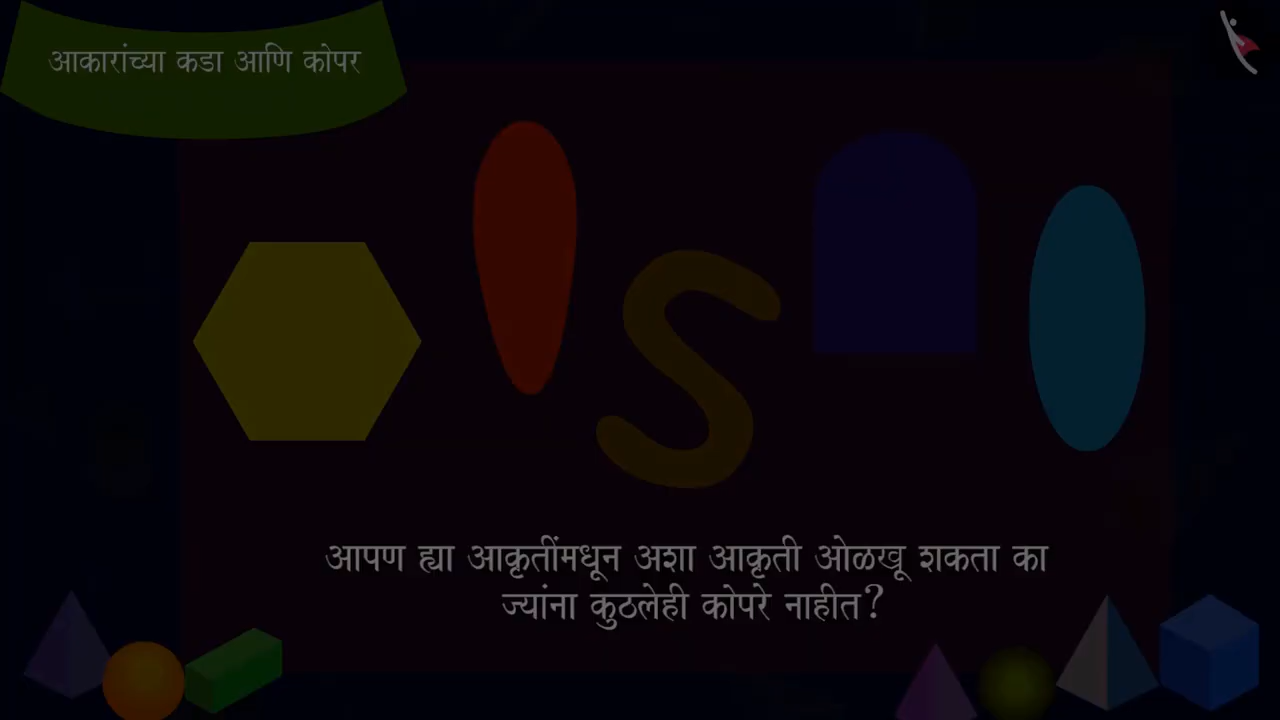 आकारांच्या कडा आणि कोपर
आपण ह्या आकृतींमधून अशा आकृती ओळखू शकता का
ज्यांना कुठलेही कोपरे नाहीत?